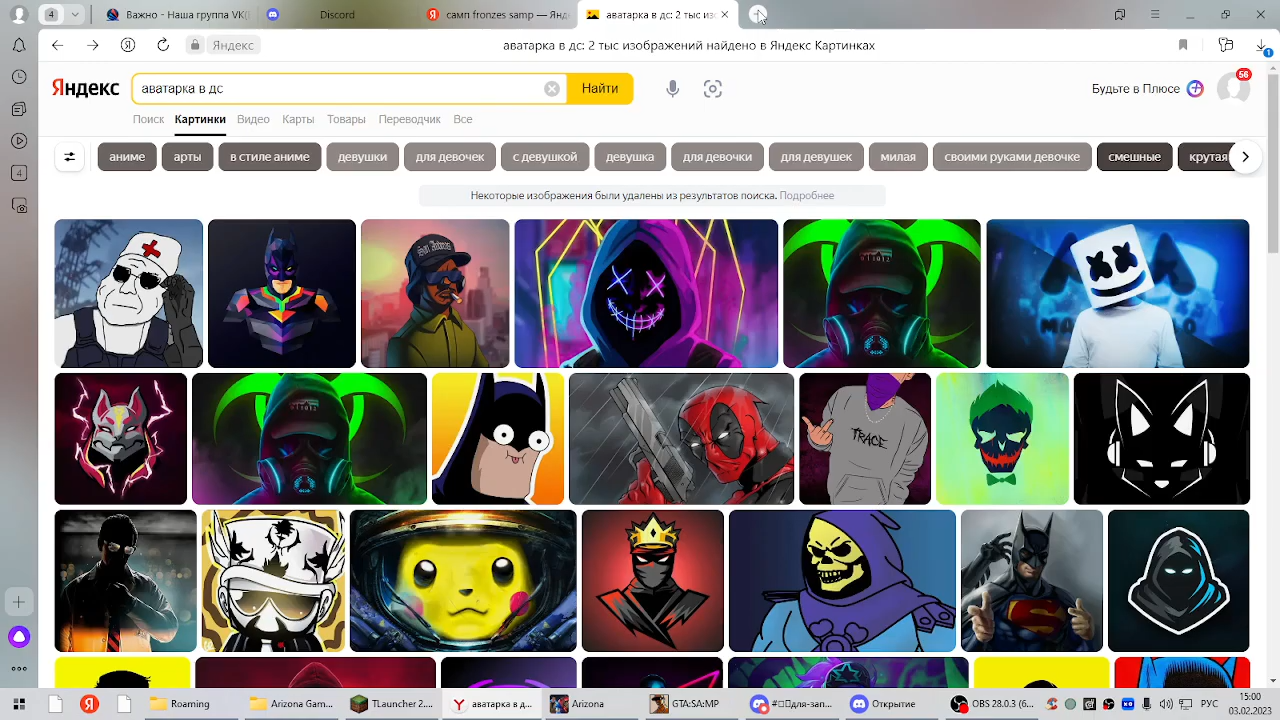 4
Важно - Наша группа VK(
Discord
самп fronzes samp — Янд
аватарка в дс: 2 тыс из
Яндекс
аватарка в дс: 2 тыс изображений найдено в Яндекс Картинках
1
Яндекс
аватарка в дс
Найти
Будьте в Плюсе
56
Поиск Картинки Видео Карты Товары Переводчик Все
4
аниме арты в стиле аниме девушки для девочек с девушкой девушка для девочки для девушек милая своими руками девочке смешные крутая
Некоторые изображения были удалены из результатов поиска. Подробнее
TRACE
Roaming
Arizona Gam...
TLauncher 2
аватарка в д...
Arizona
GTA:SA:MP
#□Для-зап...
Открытие
OBS 28.0.3 (6...
РУС
15:00
03.02.2023